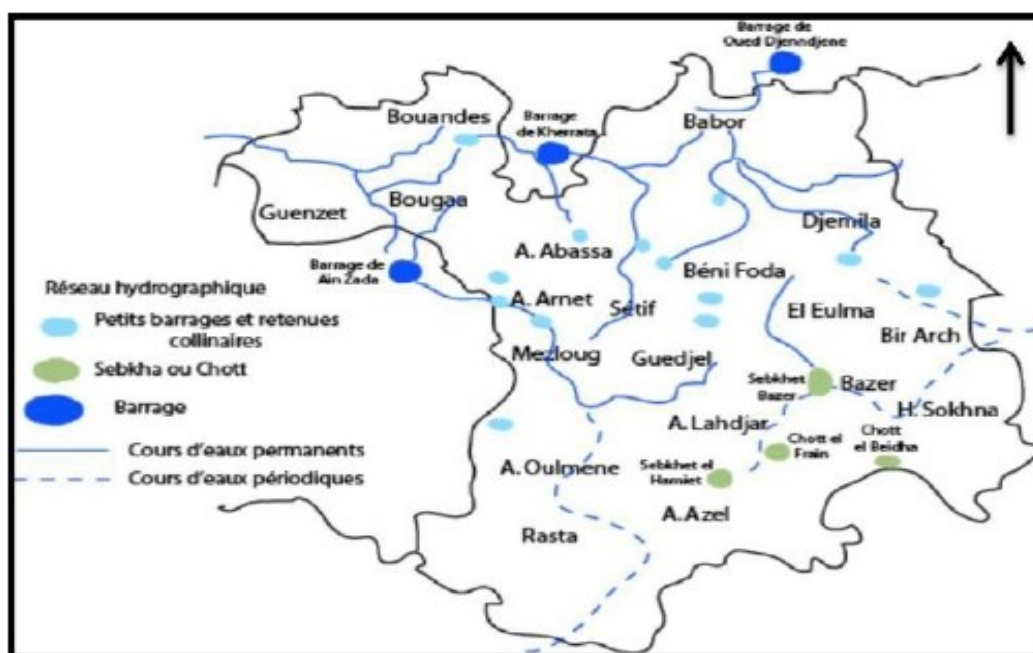 Barrage de
Oued Djenndjene
Bouandes
Barrage
de Kherrata
Babor
Guenzet
Bougaa
Djemila
A. Abassa
Barrage de
Ain Zada
Béni Foda
Réseau hydrographique
A. Arnet
Sétif
El Eulma
Petits barrages et retenues
collinaires
Bir Arch
Mezloug
Guedjel
Sebkha ou Chott
Sebkhet
Bazer
Bazer
Barrage
H. Sokhna
A. Lahdjar
Chott
el Beidha
Cours d'eaux permanents
Chott el
Frain
A. Oulmene
Sebkhet el
Hamiet
Cours d'eaux périodiques
A. Azel
Rasta